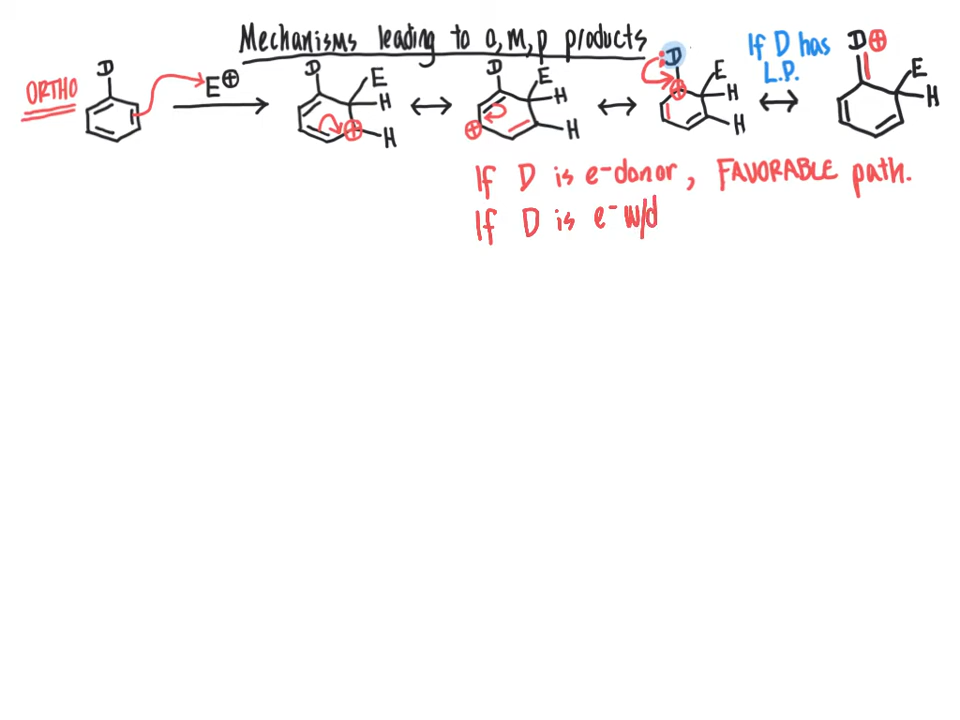 Mechanisms leading to o, m, p products
ORTHO
D
E⊕
D
E
H
⊕
H
D
E
H
⊕
H
D
⊕
E
H
H
If D has
L.P.
D⊕
E
H
If D is e-donor, FAVORABLE path.
If D is e⁻ w/d